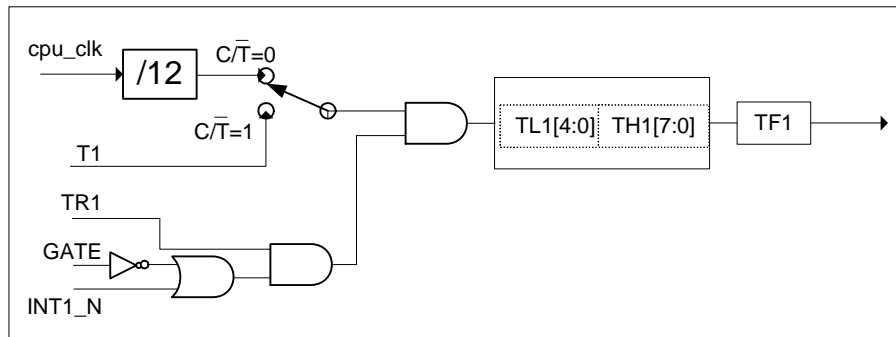 cpu_clk
/12
C/T̅=0
C/T̅=1
T1
TR1
GATE
INT1_N
TL1[4:0]
TH1[7:0]
TF1